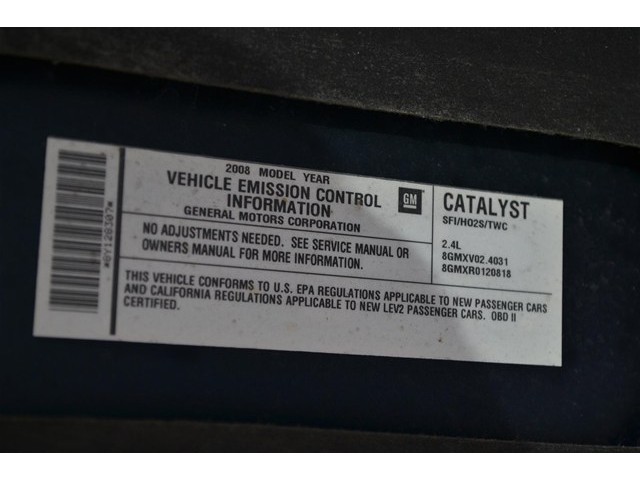 *8Y128307*
2008 MODEL YEAR
VEHICLE EMISSION CONTROL
INFORMATION
GENERAL MOTORS CORPORATION
GM
NO ADJUSTMENTS NEEDED. SEE SERVICE MANUAL OR
OWNERS MANUAL FOR MORE INFORMATION.
CATALYST
SFI/HO2S/TWC
2.4L
8GMXV02.4031
8GMXR0120818
THIS VEHICLE CONFORMS TO U.S. EPA REGULATIONS APPLICABLE TO NEW PASSENGER CARS
AND CALIFORNIA REGULATIONS APPLICABLE TO NEW LEV2 PASSENGER CARS. OBD II
CERTIFIED.